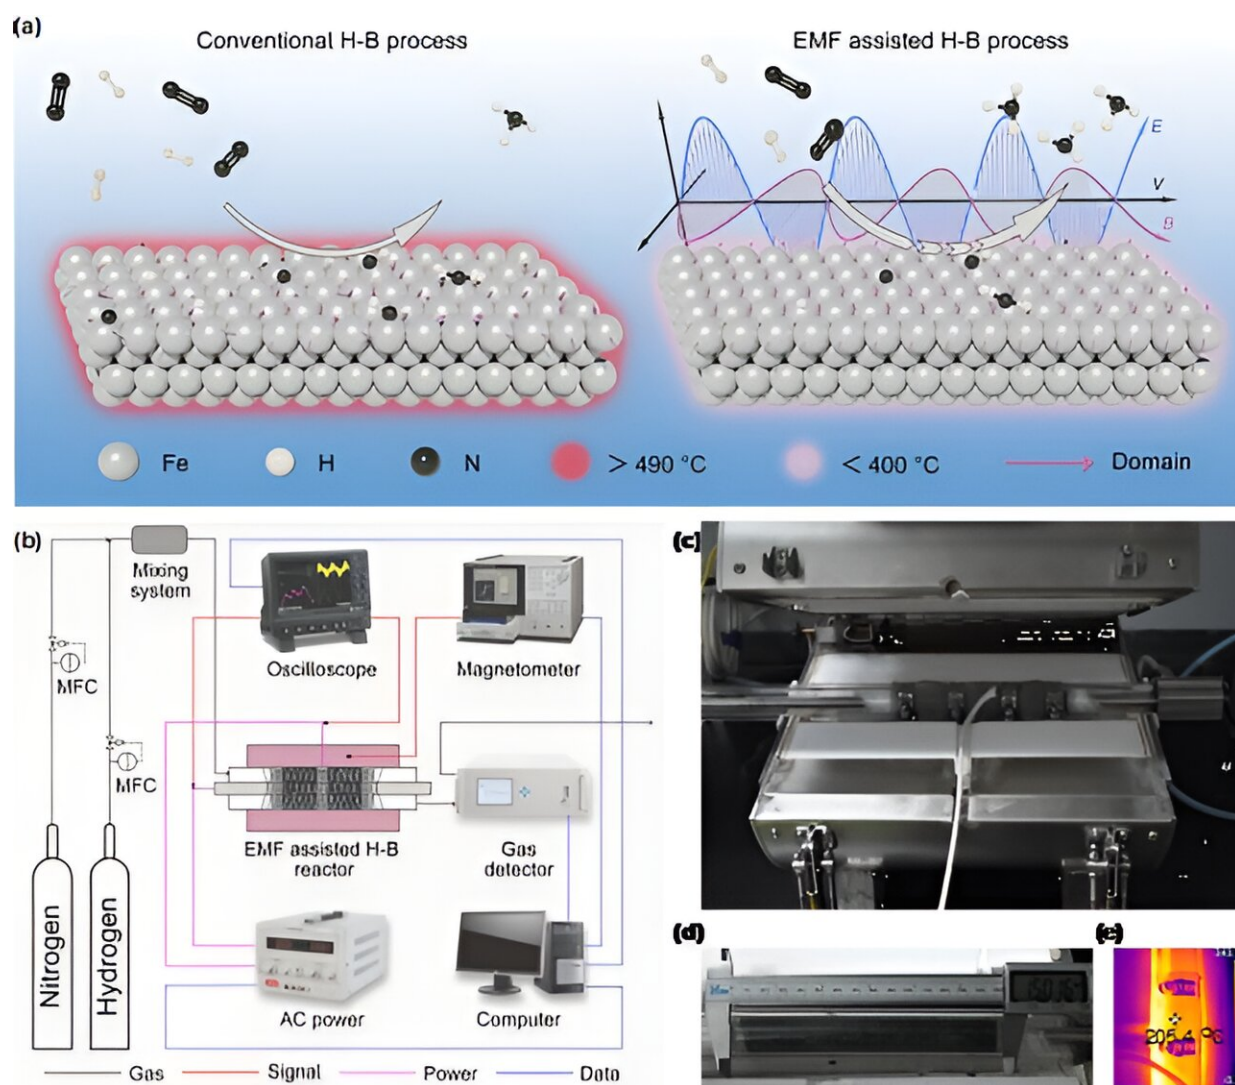 (a)
Conventional H-B process
EMF assisted H-B process
E
V
B
Fe
H
N
> 490 °C
< 400 °C
Domain
(b)
Mixing
system
MFC
MFC
Oscilloscope
Magnetometer
EMF assisted H-B
reactor
Gas
detector
Nitrogen
Hydrogen
AC power
Computer
Gas
Signal
Power
Data
(c)
(d)
(e)
205.4 °C